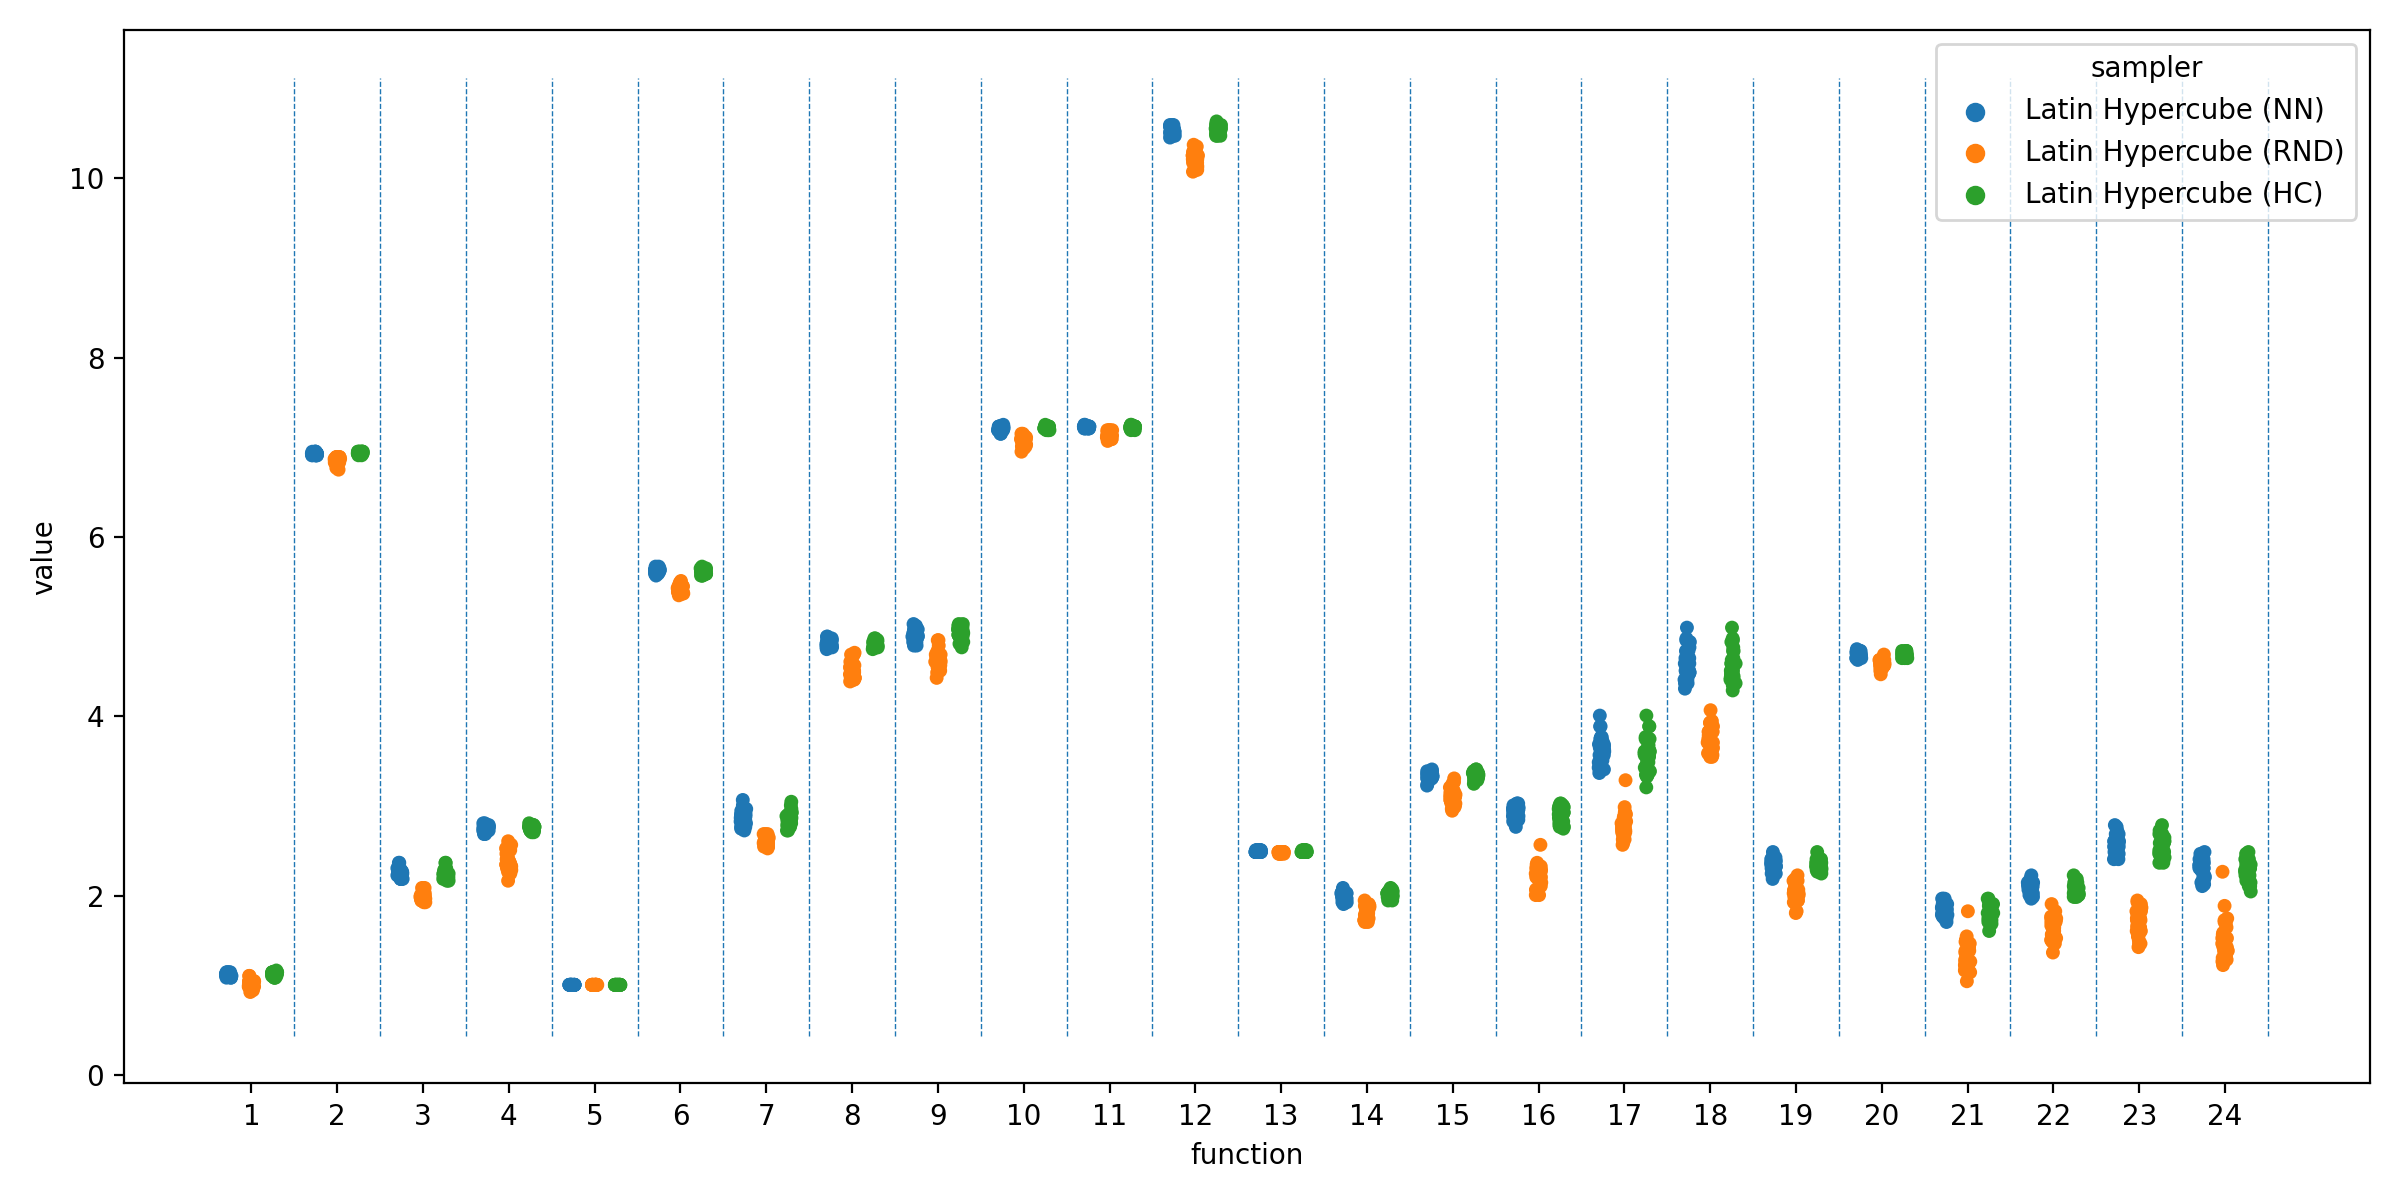 sampler
Latin Hypercube (NN)
Latin Hypercube (RND)
Latin Hypercube (HC)
10
8
6
4
2
0
value
1 2 3 4 5 6 7 8 9 10 11 12 13 14 15 16 17 18 19 20 21 22 23 24
function